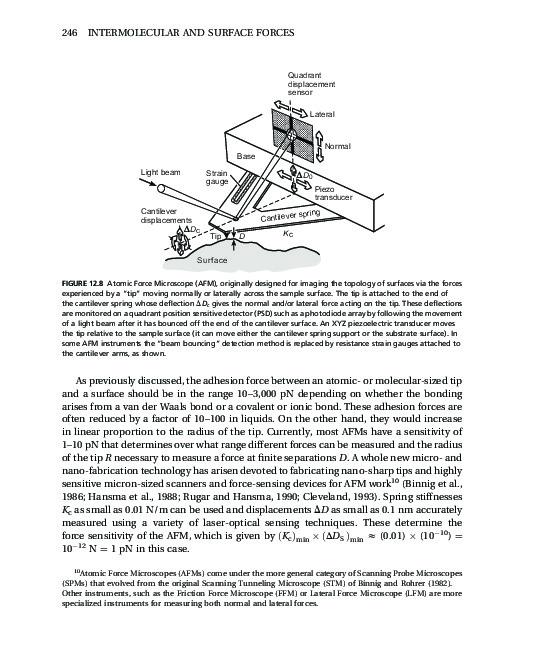 246 INTERMOLECULAR AND SURFACE FORCES
Quadrant
displacement
sensor
Lateral
Normal
Base
Light beam
Strain
gauge
ΔD₀
Piezo
transducer
Cantilever
displacements
Cantilever spring
ΔDc
Tip
D
Kc
Surface
FIGURE 12.8 Atomic Force Microscope (AFM), originally designed for imaging the topology of surfaces via the forces
experienced by a “tip” moving normally or laterally across the sample surface. The tip is attached to the end of
the cantilever spring whose deflection ΔDc gives the normal and/or lateral force acting on the tip. These deflections
are monitored on a quadrant position sensitive detector (PSD) such as a photodiode array by following the movement
of a light beam after it has bounced off the end of the cantilever surface. An XYZ piezoelectric transducer moves
the tip relative to the sample surface (it can move either the cantilever spring support or the substrate surface). In
some AFM instruments the “beam bouncing” detection method is replaced by resistance strain gauges attached to
the cantilever arms, as shown.
As previously discussed, the adhesion force between an atomic- or molecular-sized tip
and a surface should be in the range 10–3,000 pN depending on whether the bonding
arises from a van der Waals bond or a covalent or ionic bond. These adhesion forces are
often reduced by a factor of 10–100 in liquids. On the other hand, they would increase
in linear proportion to the radius of the tip. Currently, most AFMs have a sensitivity of
1–10 pN that determines over what range different forces can be measured and the radius
of the tip R necessary to measure a force at finite separations D. A whole new micro- and
nano-fabrication technology has arisen devoted to fabricating nano-sharp tips and highly
sensitive micron-sized scanners and force-sensing devices for AFM work¹⁰ (Binnig et al.,
1986; Hansma et al., 1988; Rugar and Hansma, 1990; Cleveland, 1993). Spring stiffnesses
Kc as small as 0.01 N/m can be used and displacements ΔD as small as 0.1 nm accurately
measured using a variety of laser-optical sensing techniques. These determine the
force sensitivity of the AFM, which is given by (Kc)min × (ΔDS)min ≈ (0.01) × (10⁻¹⁰) =
10⁻¹² N = 1 pN in this case.
¹⁰Atomic Force Microscopes (AFMs) come under the more general category of Scanning Probe Microscopes
(SPMs) that evolved from the original Scanning Tunneling Microscope (STM) of Binnig and Rohrer (1982).
Other instruments, such as the Friction Force Microscope (FFM) or Lateral Force Microscope (LFM) are more
specialized instruments for measuring both normal and lateral forces.